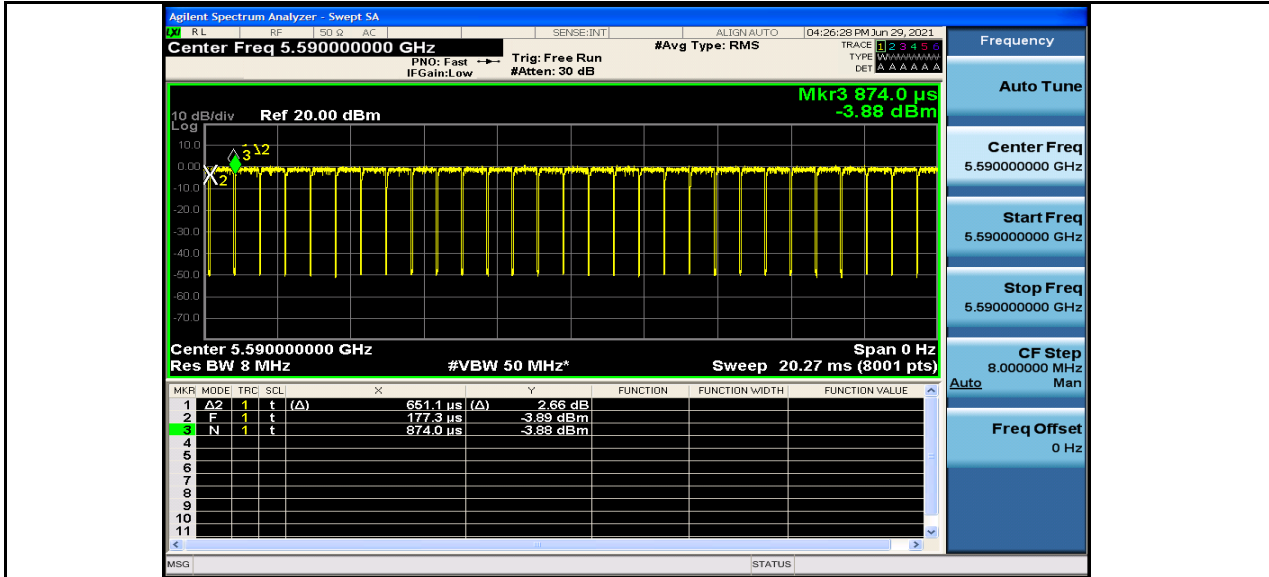 Agilent Spectrum Analyzer - Swept SA
LXI RL RF 50 Ω AC SENSE:INT ALIGN AUTO 04:26:28 PM Jun 29, 2021
Center Freq 5.590000000 GHz
PNO: Fast
IFGain:Low
Trig: Free Run
#Atten: 30 dB
#Avg Type: RMS
TRACE 1 2 3 4 5 6
TYPE
DET A A A A A A
Mkr3 874.0 µs
-3.88 dBm
10 dB/div Ref 20.00 dBm
Log
10.0
0.00
-10.0
-20.0
-30.0
-40.0
-50.0
-60.0
-70.0
X2
3
2
Center 5.590000000 GHz Span 0 Hz
Res BW 8 MHz #VBW 50 MHz* Sweep 20.27 ms (8001 pts)
MKR MODE TRC SCL X Y FUNCTION FUNCTION WIDTH FUNCTION VALUE
1 Δ2 1 t (Δ) 651.1 µs (Δ) 2.66 dB
2 F 1 t 177.3 µs -3.89 dBm
3 N 1 t 874.0 µs -3.88 dBm
4
5
6
7
8
9
10
11
MSG STATUS
Frequency
Auto Tune
Center Freq
5.590000000 GHz
Start Freq
5.590000000 GHz
Stop Freq
5.590000000 GHz
CF Step
8.000000 MHz
Auto Man
Freq Offset
0 Hz